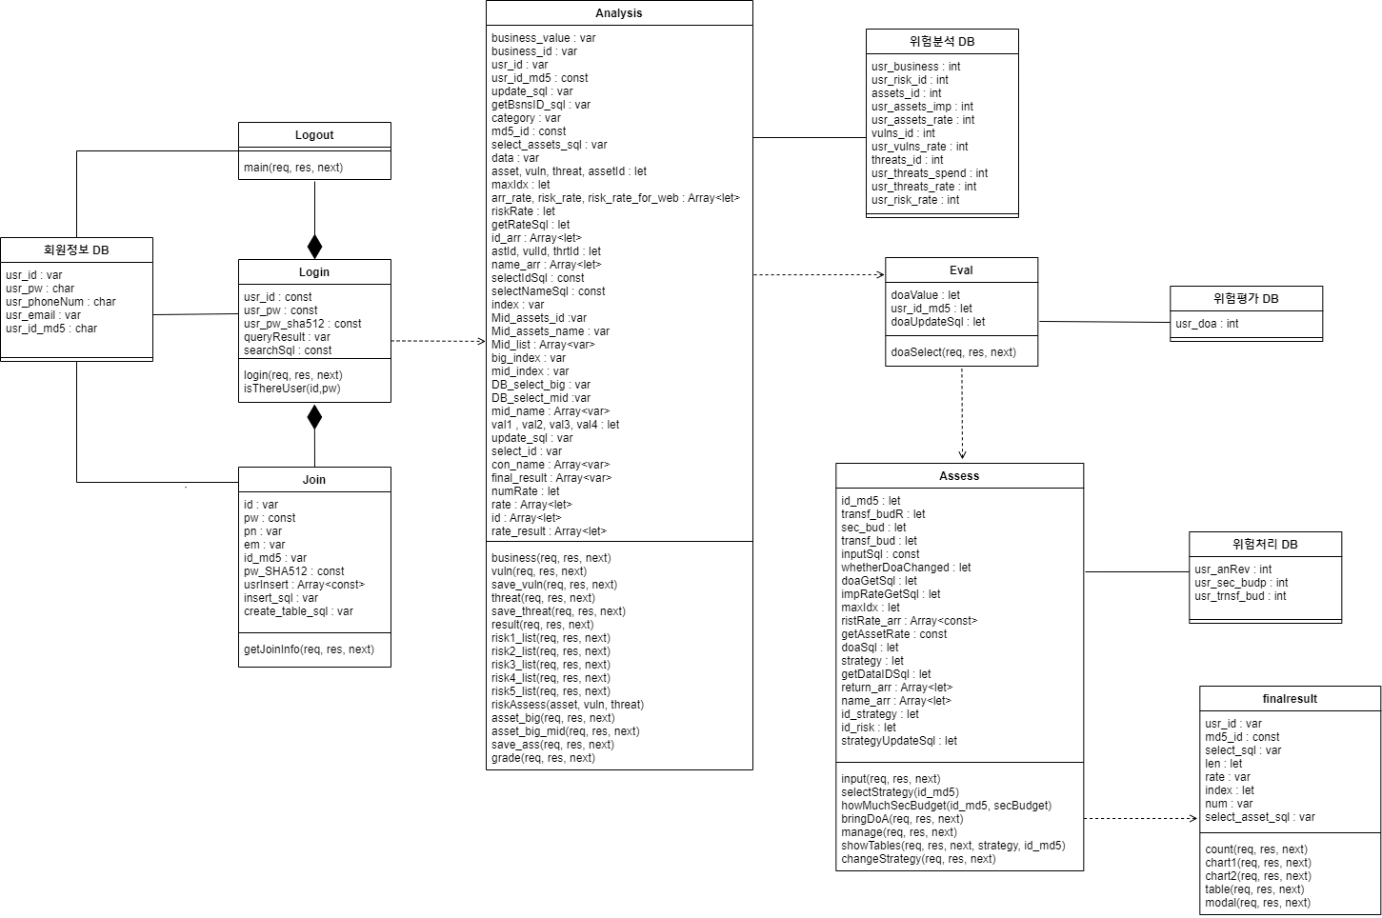 Analysis
business_value : var
business_id : var
usr_id : var
usr_id_md5 : const
update_sql : var
getBsnsID_sql : var
category : var
md5_id : const
select_assets_sql : var
data : var
asset, vuln, threat, assetId : let
maxIdx : let
arr_rate, risk_rate, risk_rate_for_web : Array<let>
riskRate : let
getRateSql : let
id_arr : Array<let>
astId, vulId, thrtId : let
name_arr : Array<let>
selectIdSql : const
selectNameSql : const
index : var
Mid_assets_id :var
Mid_assets_name : var
Mid_list : Array<var>
big_index : var
mid_index : var
DB_select_big : var
DB_select_mid :var
mid_name : Array<var>
val1 , val2, val3, val4 : let
update_sql : var
select_id : var
con_name : Array<var>
final_result : Array<var>
numRate : let
rate : Array<let>
id : Array<let>
rate_result : Array<let>
business(req, res, next)
vuln(req, res, next)
save_vuln(req, res, next)
threat(req, res, next)
save_threat(req, res, next)
result(req, res, next)
risk1_list(req, res, next)
risk2_list(req, res, next)
risk3_list(req, res, next)
risk4_list(req, res, next)
risk5_list(req, res, next)
riskAssess(asset, vuln, threat)
asset_big(req, res, next)
asset_big_mid(req, res, next)
save_ass(req, res, next)
grade(req, res, next)
위험분석 DB
usr_business : int
usr_risk_id : int
assets_id : int
usr_assets_imp : int
usr_assets_rate : int
vulns_id : int
usr_vulns_rate : int
threats_id : int
usr_threats_spend : int
usr_threats_rate : int
usr_risk_rate : int
Logout
main(req, res, next)
회원정보 DB
usr_id : var
usr_pw : char
usr_phoneNum : char
usr_email : var
usr_id_md5 : char
Login
usr_id : const
usr_pw : const
usr_pw_sha512 : const
queryResult : var
searchSql : const
login(req, res, next)
isThereUser(id,pw)
Join
id : var
pw : const
pn : var
em : var
id_md5 : var
pw_SHA512 : const
usrInsert : Array<const>
insert_sql : var
create_table_sql : var
getJoinInfo(req, res, next)
Eval
doaValue : let
usr_id_md5 : let
doaUpdateSql : let
doaSelect(req, res, next)
위험평가 DB
usr_doa : int
Assess
id_md5 : let
transf_budR : let
sec_bud : let
transf_bud : let
inputSql : const
whetherDoaChanged : let
doaGetSql : let
impRateGetSql : let
maxIdx : let
ristRate_arr : Array<const>
getAssetRate : const
doaSql : let
strategy : let
getDataIDSql : let
return_arr : Array<let>
name_arr : Array<let>
id_strategy : let
id_risk : let
strategyUpdateSql : let
input(req, res, next)
selectStrategy(id_md5)
howMuchSecBudget(id_md5, secBudget)
bringDoA(req, res, next)
manage(req, res, next)
showTables(req, res, next, strategy, id_md5)
changeStrategy(req, res, next)
위험처리 DB
usr_anRev : int
usr_sec_budp : int
usr_trnsf_bud : int
finalresult
usr_id : var
md5_id : const
select_sql : var
len : let
rate : var
index : let
num : var
select_asset_sql : var
count(req, res, next)
chart1(req, res, next)
chart2(req, res, next)
table(req, res, next)
modal(req, res, next)